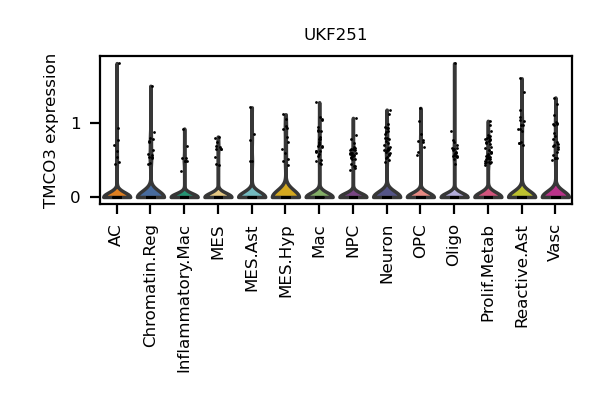 UKF251
TMCO3 expression
1
0
AC
Chromatin.Reg
Inflammatory.Mac
MES
MES.Ast
MES.Hyp
Mac
NPC
Neuron
OPC
Oligo
Prolif.Metab
Reactive.Ast
Vasc